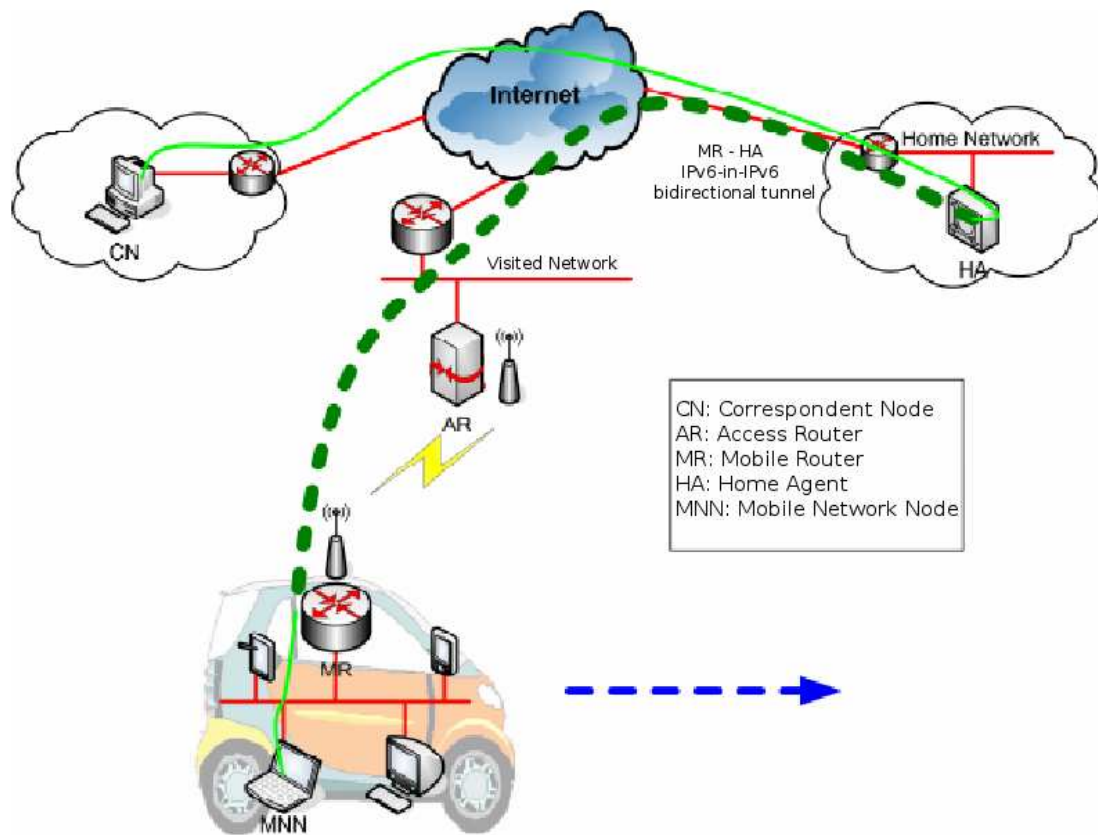 Internet
Home Network
MR - HA
IPv6-in-IPv6
bidirectional tunnel
CN
HA
Visited Network
AR
CN: Correspondent Node
AR: Access Router
MR: Mobile Router
HA: Home Agent
MNN: Mobile Network Node
MR
MNN